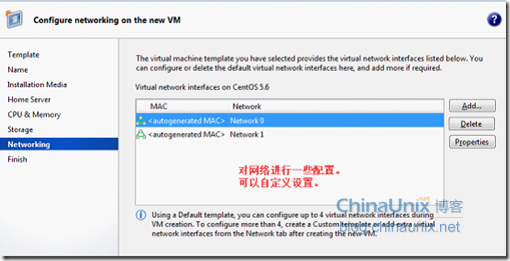 Configure networking on the new VM
?
Template
Name
Installation Media
Home Server
CPU & Memory
Storage
Networking
Finish
The virtual machine template you have selected provides the virtual network interfaces listed below. You
can configure or delete the default virtual network interfaces here, and add more if required.
Virtual network interfaces on CentOS 5.6
MAC Network
<autogenerated MAC> Network 0
<autogenerated MAC> Network 1
Add...
Delete
Properties
对网络进行一些配置。
可以自定义设置。
ChinaUnix.net 博客
blog.chinaunix.net
Using a Default template, you can configure up to 4 virtual network interfaces during
VM creation. To configure more than 4, create a Custom template or add extra virtual
network interfaces from the Network tab after creating the new VM.